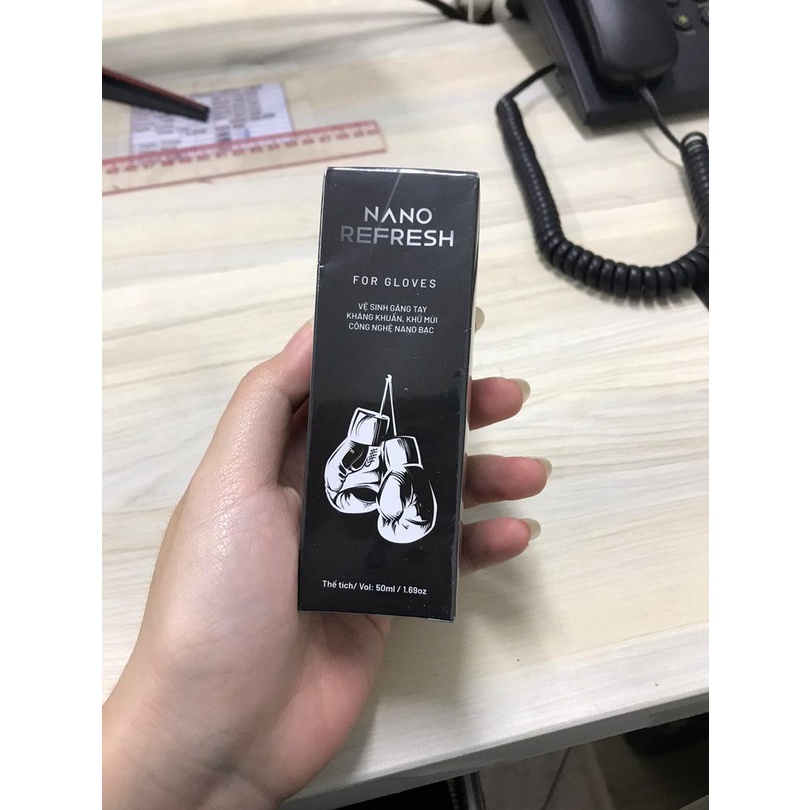 NANO
REFRESH
FOR GLOVES
VỆ SINH GĂNG TAY
KHÁNG KHUẨN, KHỬ MÙI
CÔNG NGHỆ NANO BẠC
Thể tích/ Vol: 50ml / 1.69oz